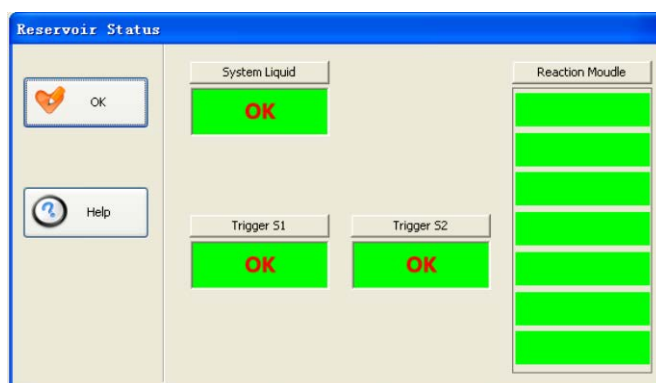 Reservoir Status
OK
Help
System Liquid
OK
Reaction Moudle
Trigger S1
OK
Trigger S2
OK